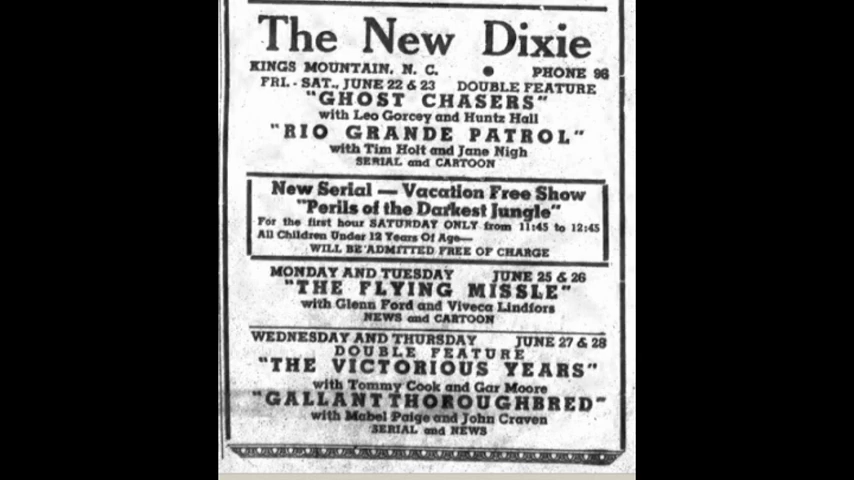 The New Dixie
KINGS MOUNTAIN, N. C. • PHONE 96
FRI. - SAT., JUNE 22 & 23 DOUBLE FEATURE
"GHOST CHASERS"
with Leo Gorcey and Huntz Hall
"RIO GRANDE PATROL"
with Tim Holt and Jane Nigh
SERIAL and CARTOON
New Serial — Vacation Free Show
"Perils of the Darkest Jungle"
For the first hour SATURDAY ONLY from 11:45 to 12:45
All Children Under 12 Years Of Age—
WILL BE ADMITTED FREE OF CHARGE
MONDAY AND TUESDAY JUNE 25 & 26
"THE FLYING MISSLE"
with Glenn Ford and Viveca Lindfors
NEWS and CARTOON
WEDNESDAY AND THURSDAY JUNE 27 & 28
DOUBLE FEATURE
"THE VICTORIOUS YEARS"
with Tommy Cook and Gar Moore
"GALLANT THOROUGHBRED"
with Mabel Paige and John Craven
SERIAL and NEWS